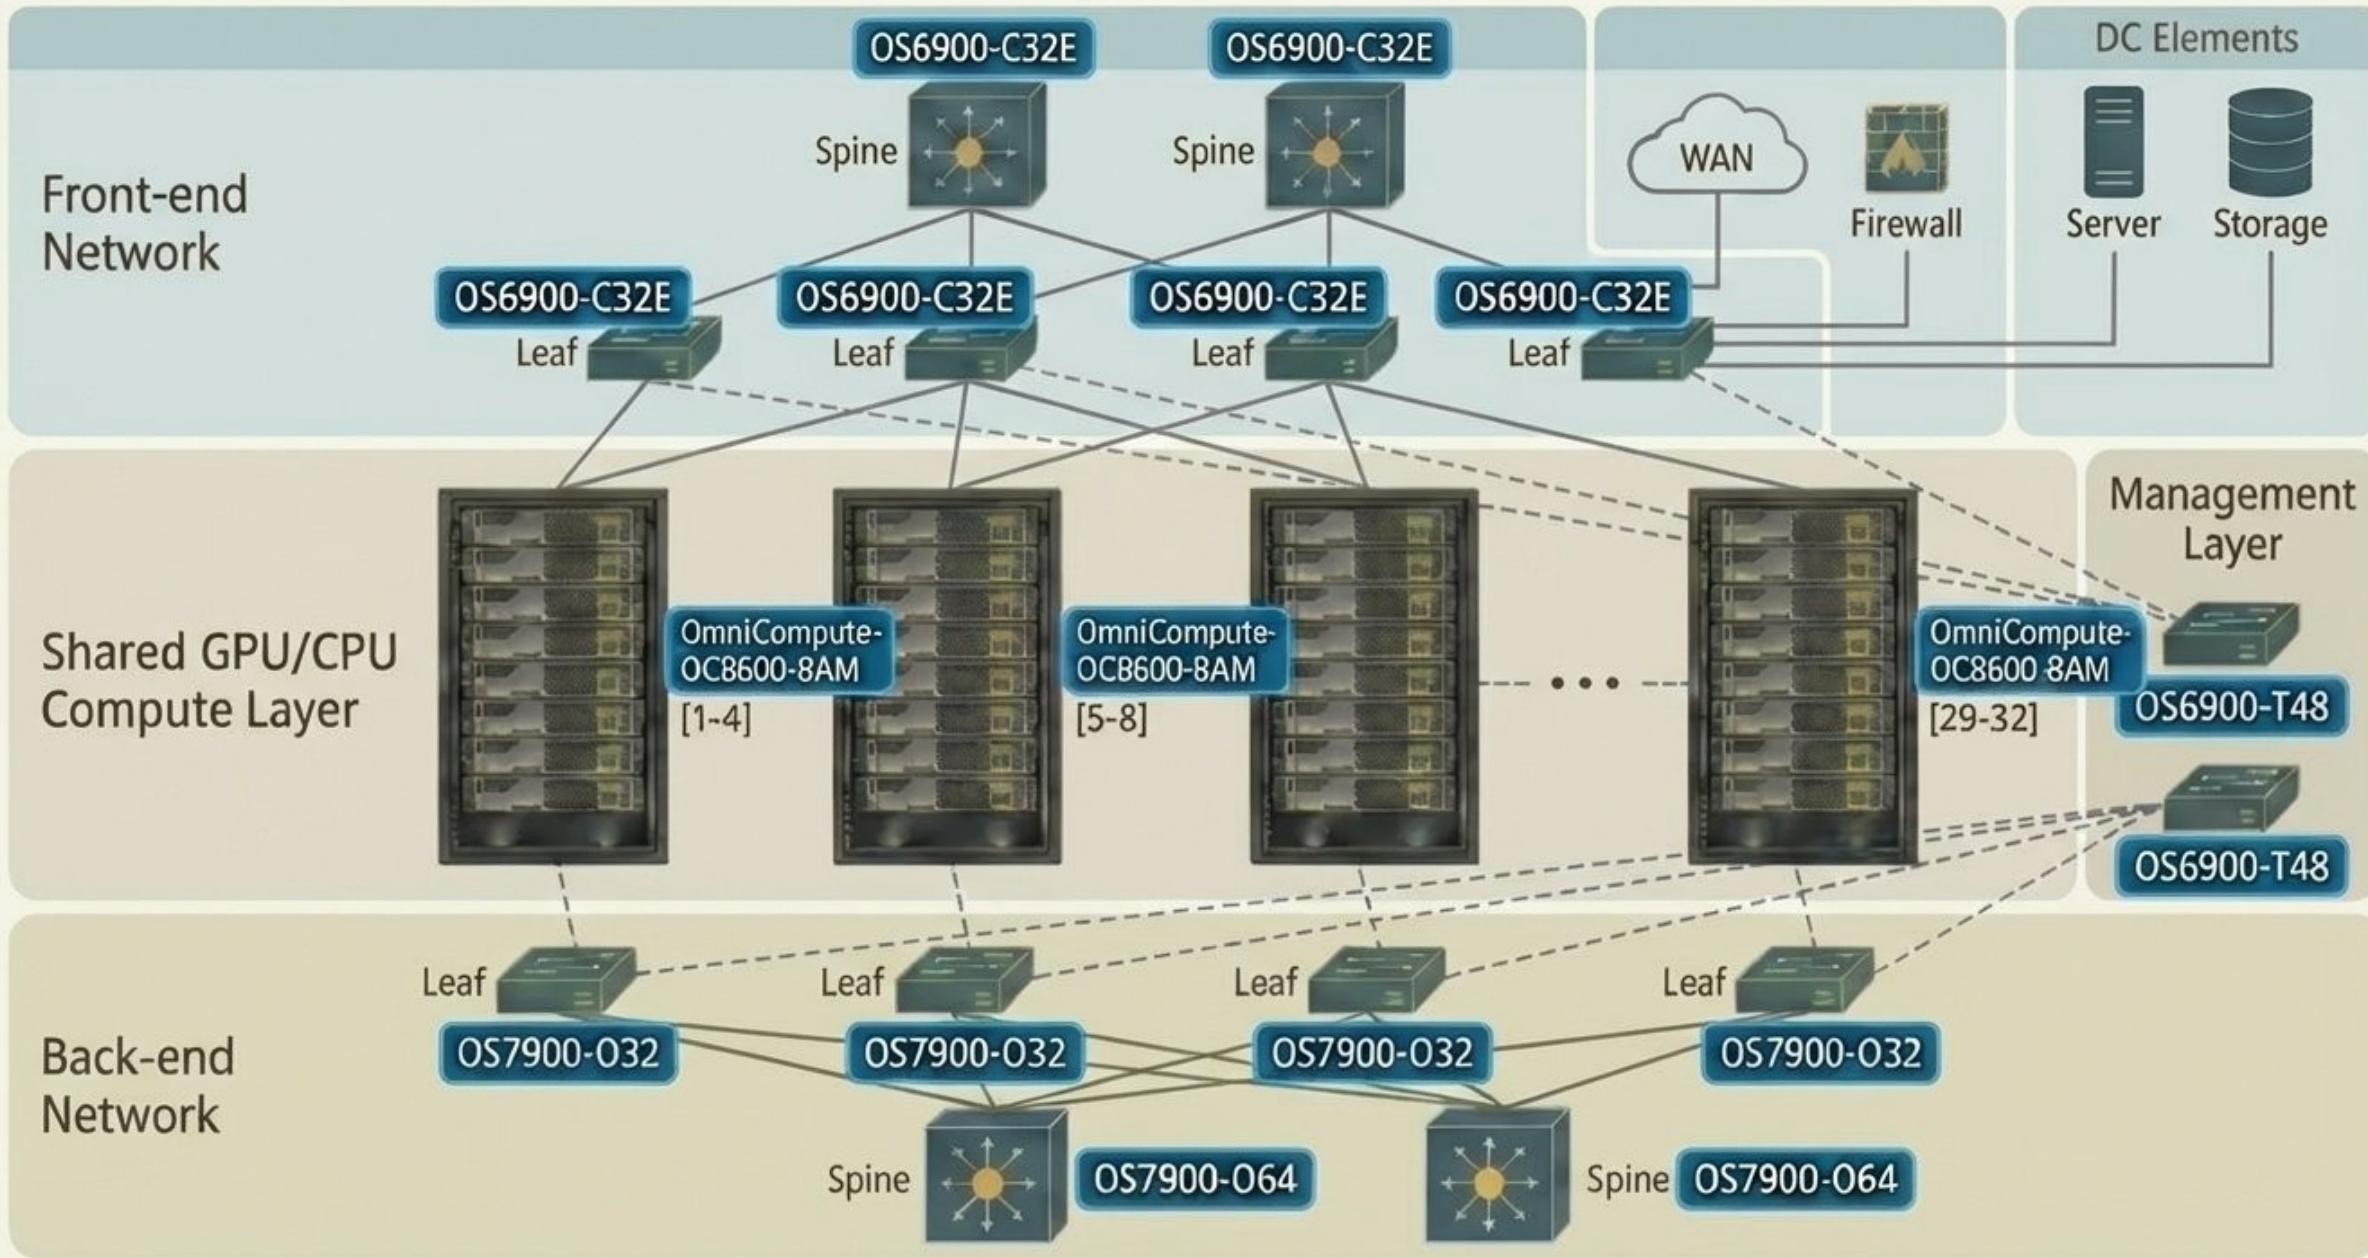 OS6900-C32E
OS6900-C32E
DC Elements
Spine
Spine
WAN
Firewall
Server
Storage
Front-end
Network
OS6900-C32E
OS6900-C32E
OS6900-C32E
OS6900-C32E
Leaf
Leaf
Leaf
Leaf
Management
Layer
Shared GPU/CPU
Compute Layer
OmniCompute-
OC8600-8AM
[1-4]
OmniCompute-
OC8600-8AM
[5-8]
OmniCompute-
OC8600 8AM
[29-32]
OS6900-T48
OS6900-T48
Leaf
Leaf
Leaf
Leaf
OS7900-O32
OS7900-O32
OS7900-O32
OS7900-O32
Back-end
Network
Spine
OS7900-O64
Spine
OS7900-O64